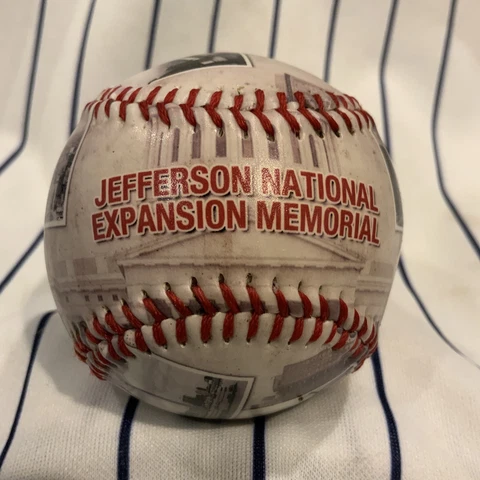 JEFFERSON NATIONAL
EXPANSION MEMORIAL